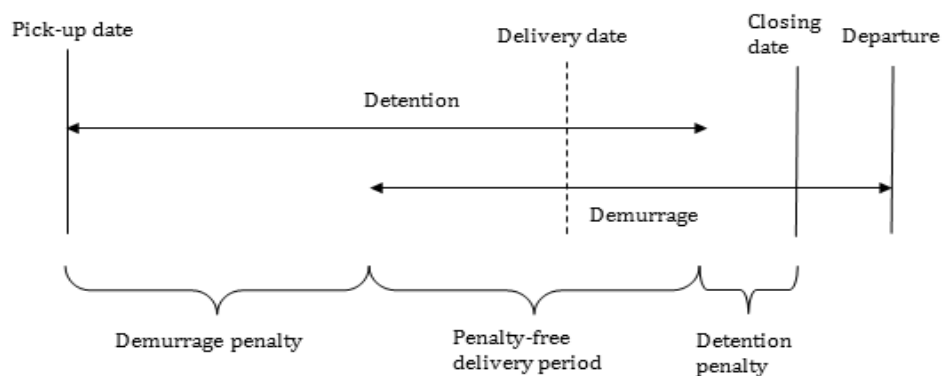 Pick-up date
Delivery date
Closing
date
Departure
Detention
Demurrage
Demurrage penalty
Penalty-free
delivery period
Detention
penalty